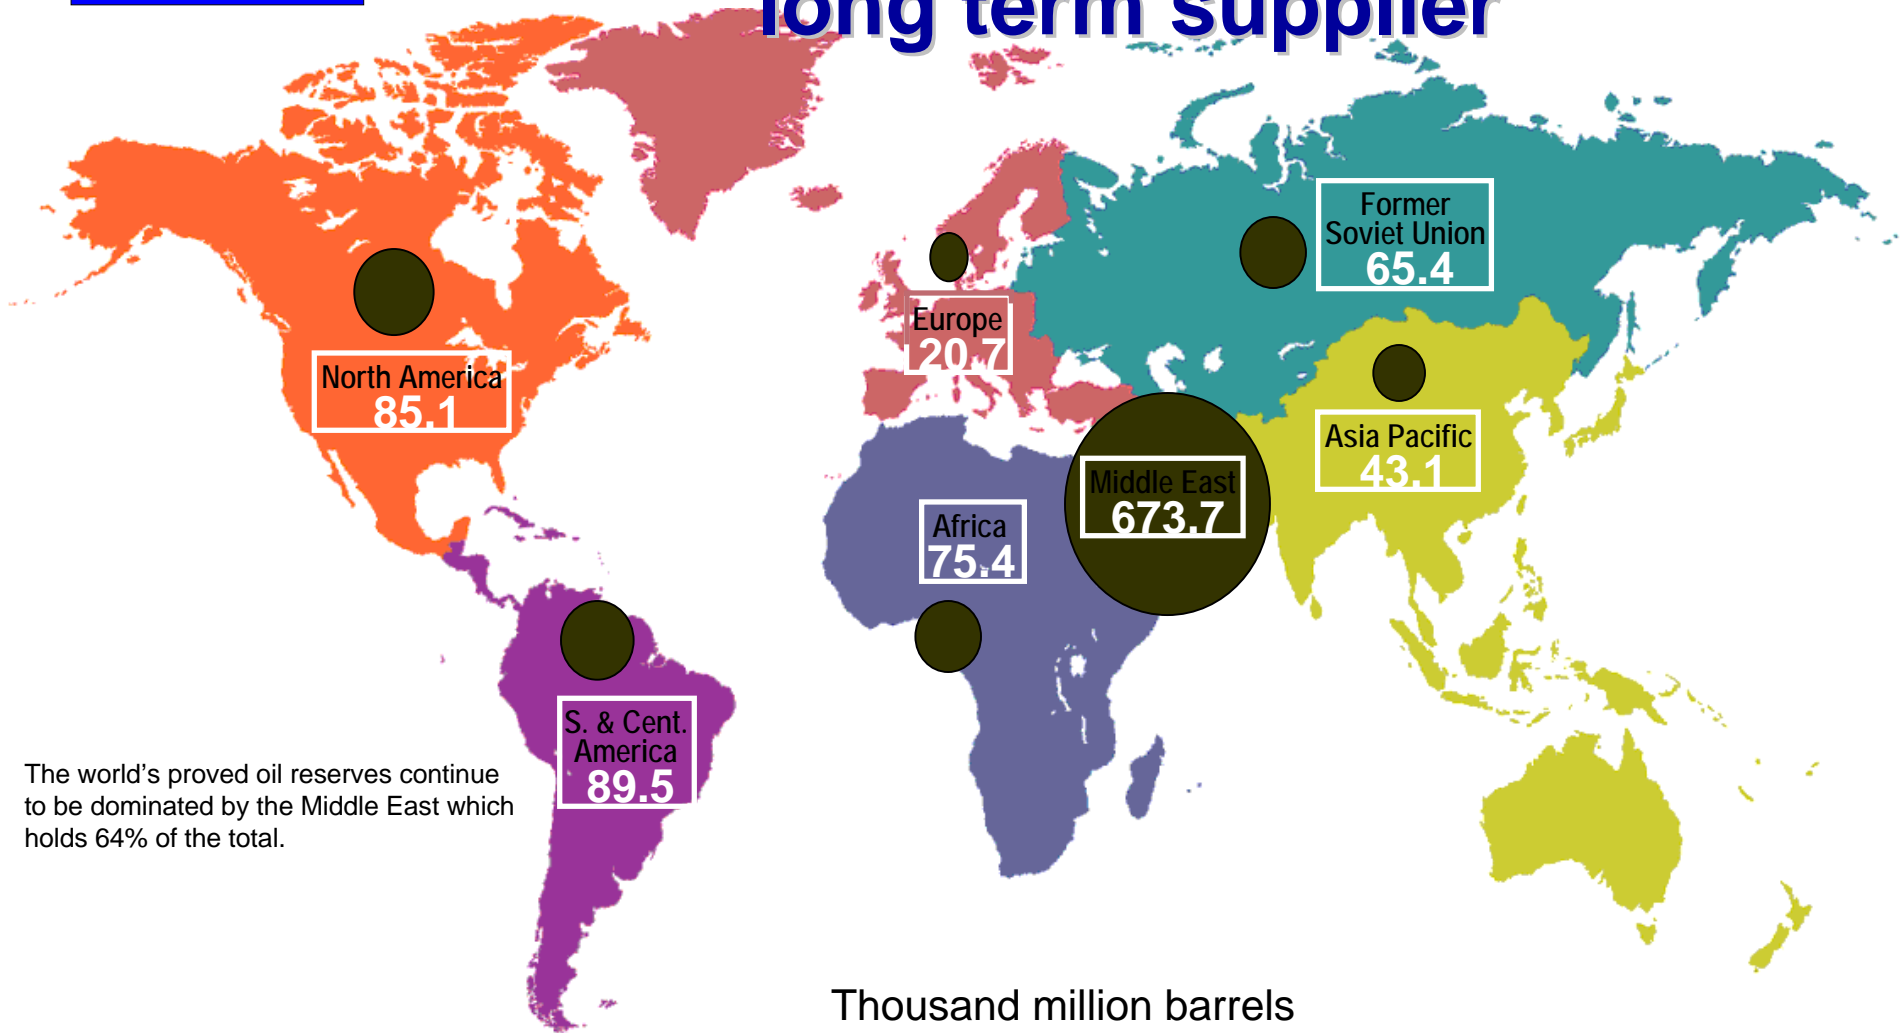 long term supplier
Former
Soviet Union
65.4
Europe
20.7
North America
85.1
Asia Pacific
43.1
Middle East
673.7
Africa
75.4
S. & Cent.
America
89.5
The world's proved oil reserves continue
to be dominated by the Middle East which
holds 64% of the total.
Thousand million barrels